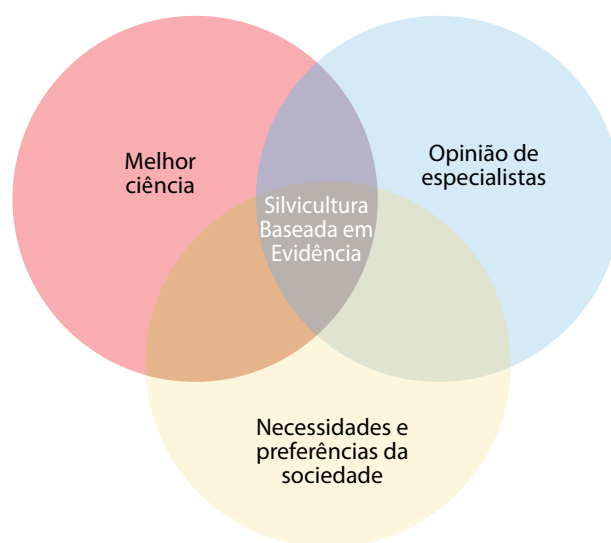 Melhor
ciência
Opinião de
especialistas
Silvicultura
Baseada em
Evidência
Necessidades e
preferências da
sociedade